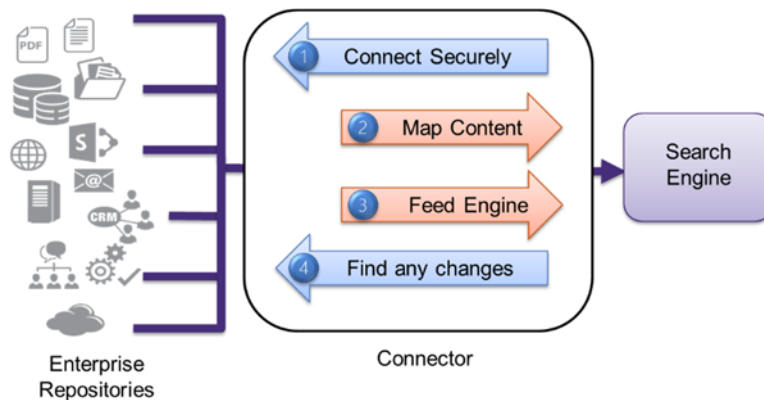 PDF
S
@
CRM
Enterprise
Repositories
1 Connect Securely
2 Map Content
3 Feed Engine
4 Find any changes
Connector
Search
Engine